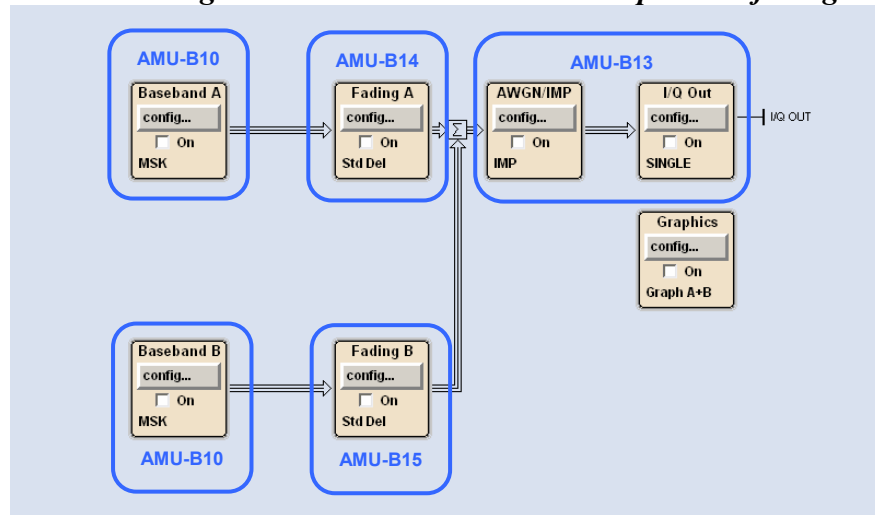 AMU-B10
AMU-B14
AMU-B13
Baseband A
config...
On
MSK
Fading A
config...
On
Std Del
Σ
AWGN/IMP
config...
On
IMP
I/Q Out
config...
On
SINGLE
I/Q OUT
Graphics
config...
On
Graph A+B
Baseband B
config...
On
MSK
AMU-B10
Fading B
config...
On
Std Del
AMU-B15